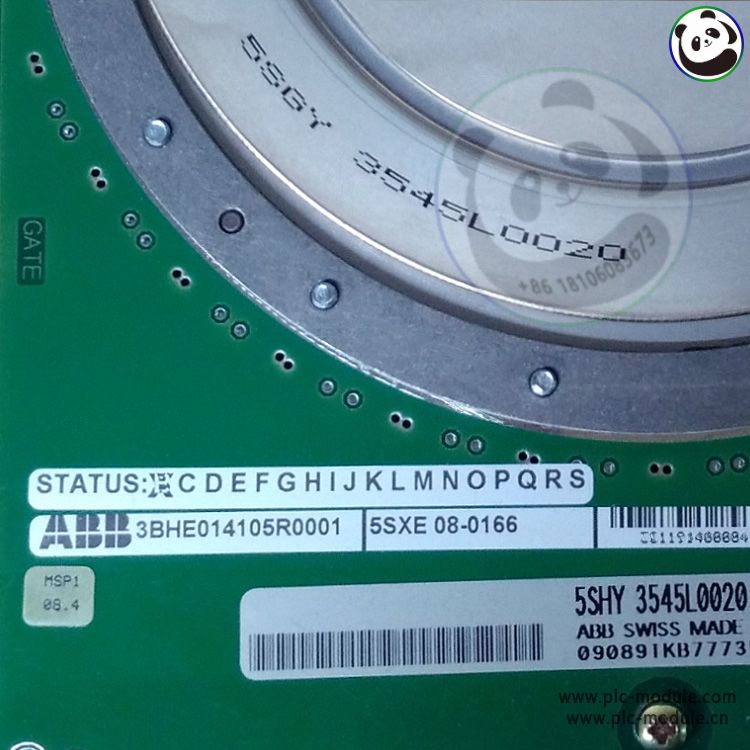 5SGY 3545L0020
+86 18106083673
GATE
STATUS: C D E F G H I J K L M N O P Q R S
ABB 3BHE014105R0001 5SXE 08-0166
MSP1
08.4
5SHY 3545L0020
ABB SWISS MADE
09089IKB7773
www.plc-module.com
www.plc-module.cn